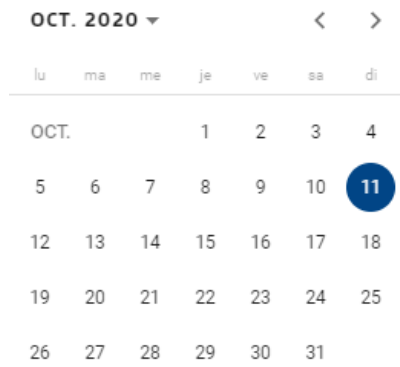 OCT. 2020
lu ma me je ve sa di
OCT. 1 2 3 4
5 6 7 8 9 10 11
12 13 14 15 16 17 18
19 20 21 22 23 24 25
26 27 28 29 30 31